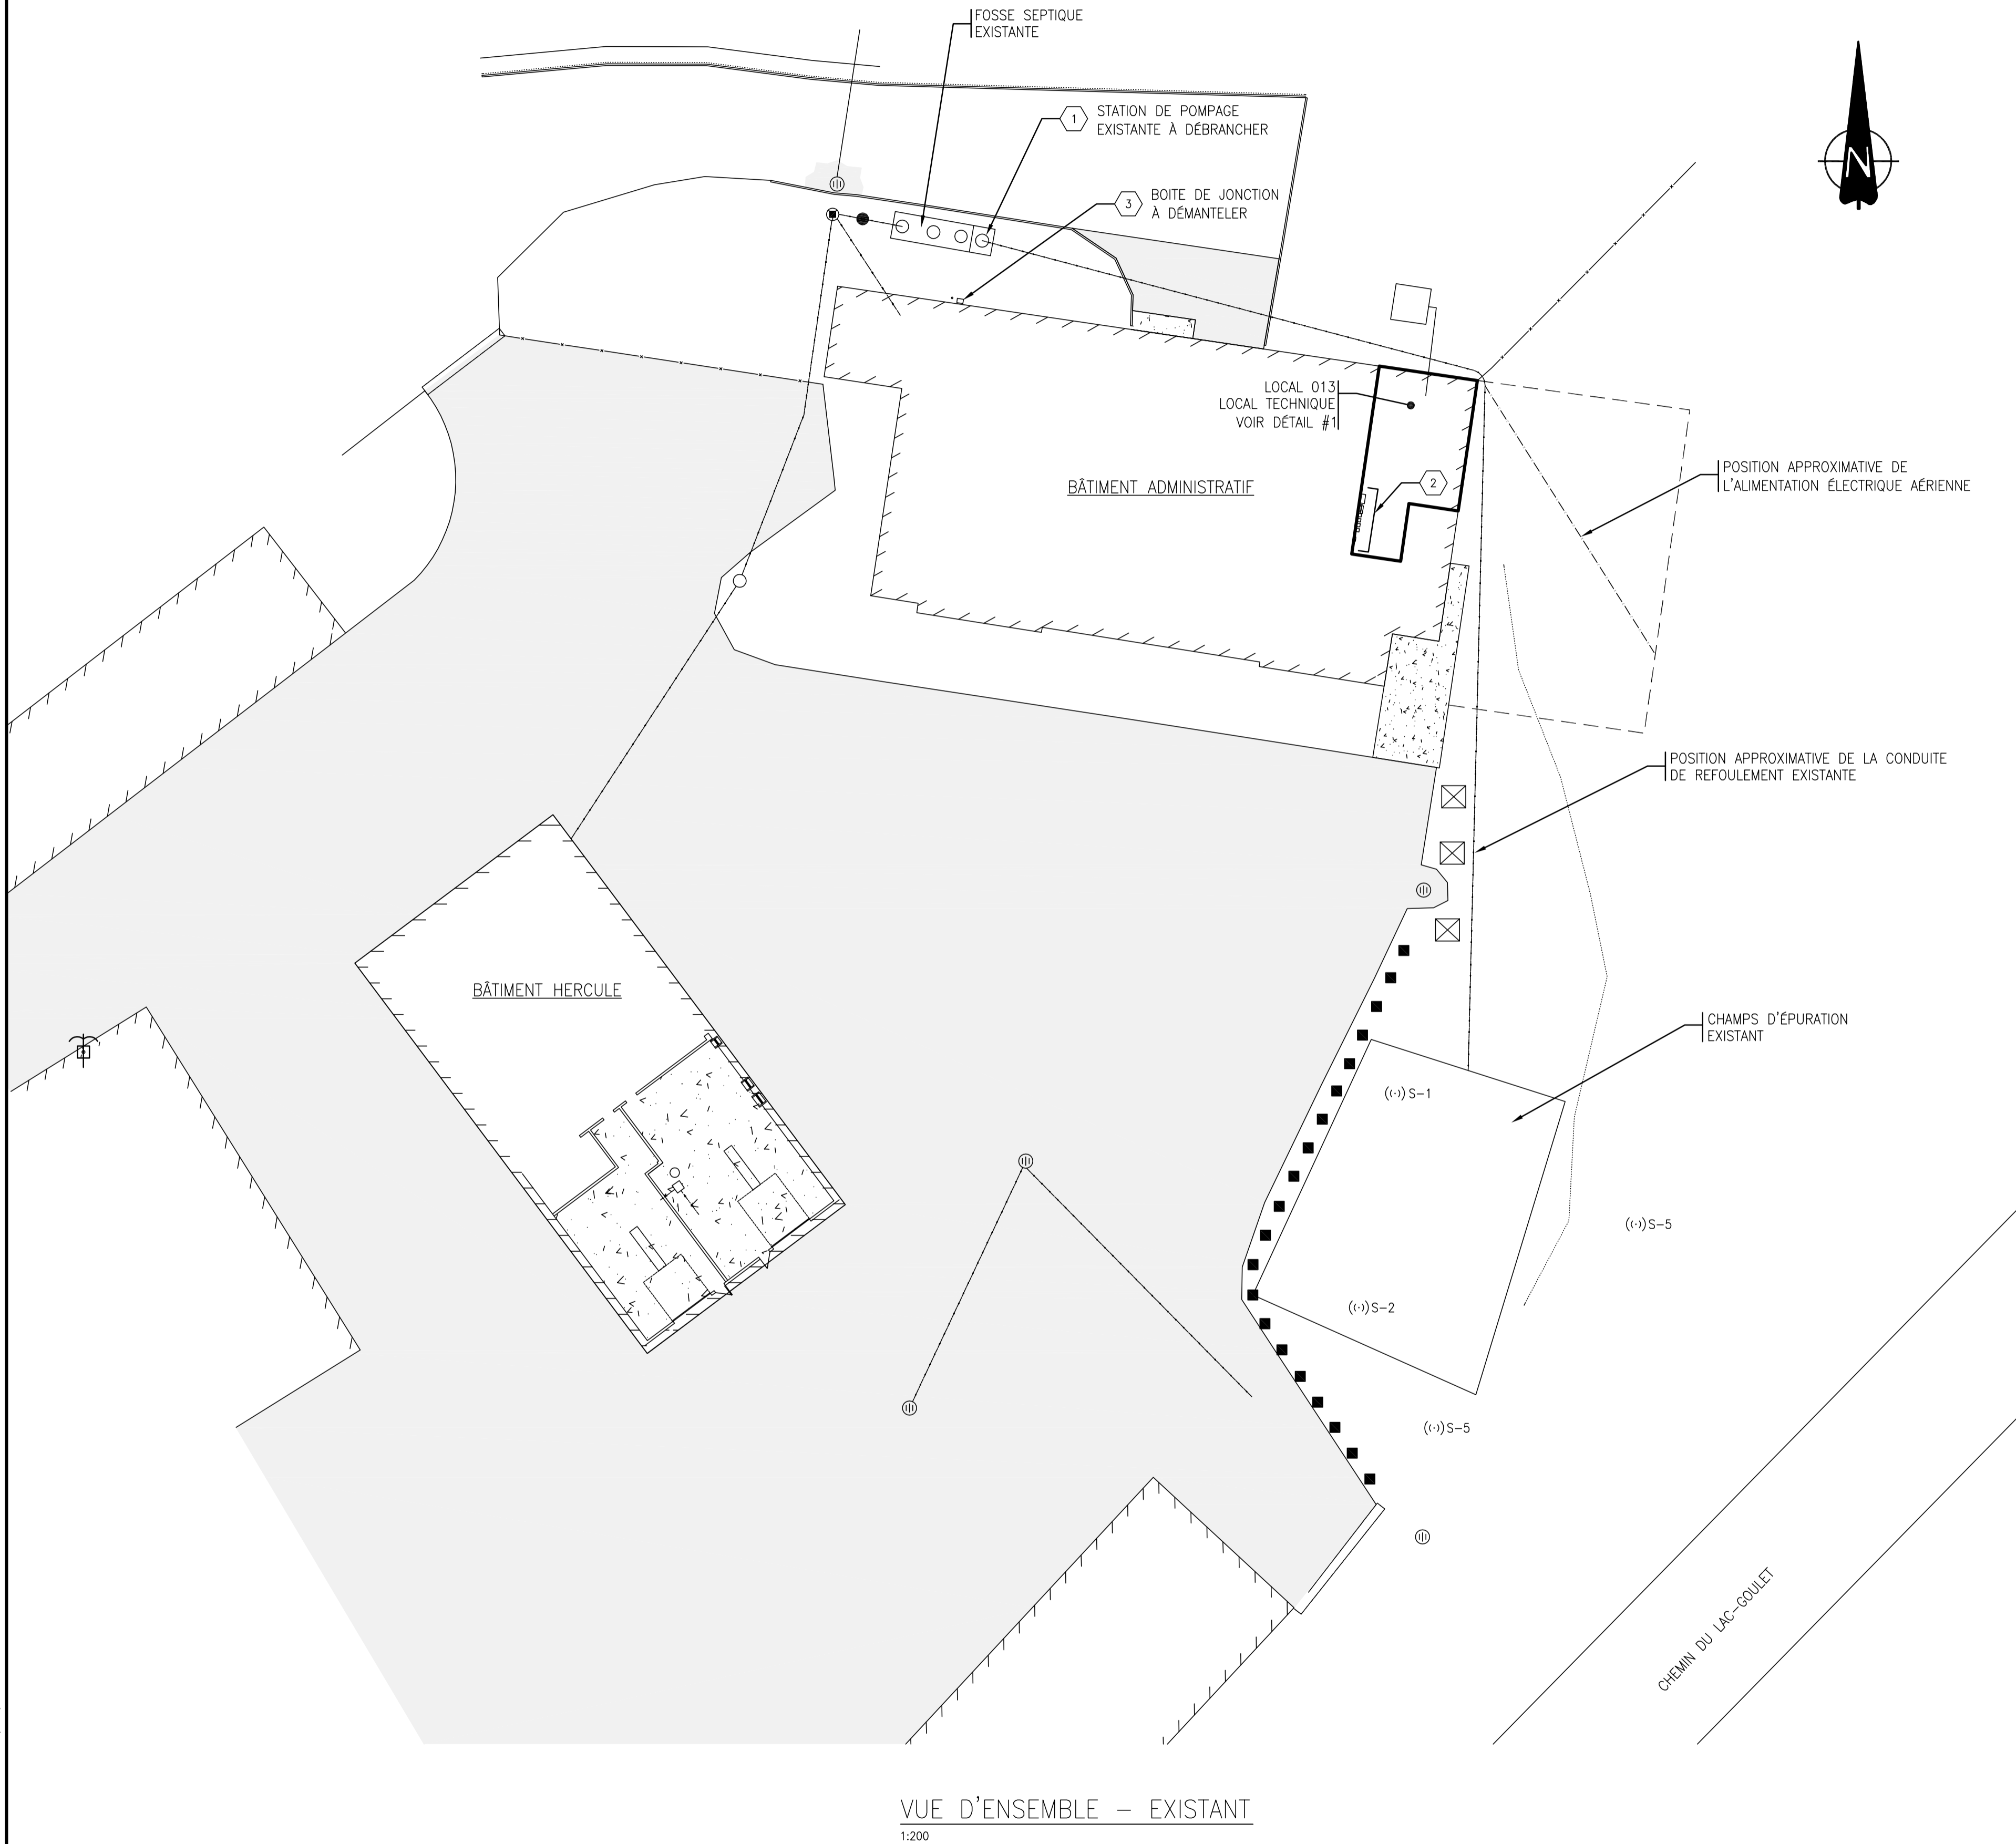 FOSSE SEPTIQUE
EXISTANTE
1
STATION DE POMPAGE
EXISTANTE À DÉBRANCHER
3
BOITE DE JONCTION
À DÉMANTELER
N
LOCAL 013
LOCAL TECHNIQUE
VOIR DÉTAIL #1
2
BÂTIMENT ADMINISTRATIF
POSITION APPROXIMATIVE DE
L'ALIMENTATION ÉLECTRIQUE AÉRIENNE
POSITION APPROXIMATIVE DE LA CONDUITE
DE REFOULEMENT EXISTANTE
BÂTIMENT HERCULE
CHAMPS D'ÉPURATION
EXISTANT
S-1
S-5
S-2
S-5
CHEMIN DU LAC-GOULET
VUE D'ENSEMBLE - EXISTANT
1:200